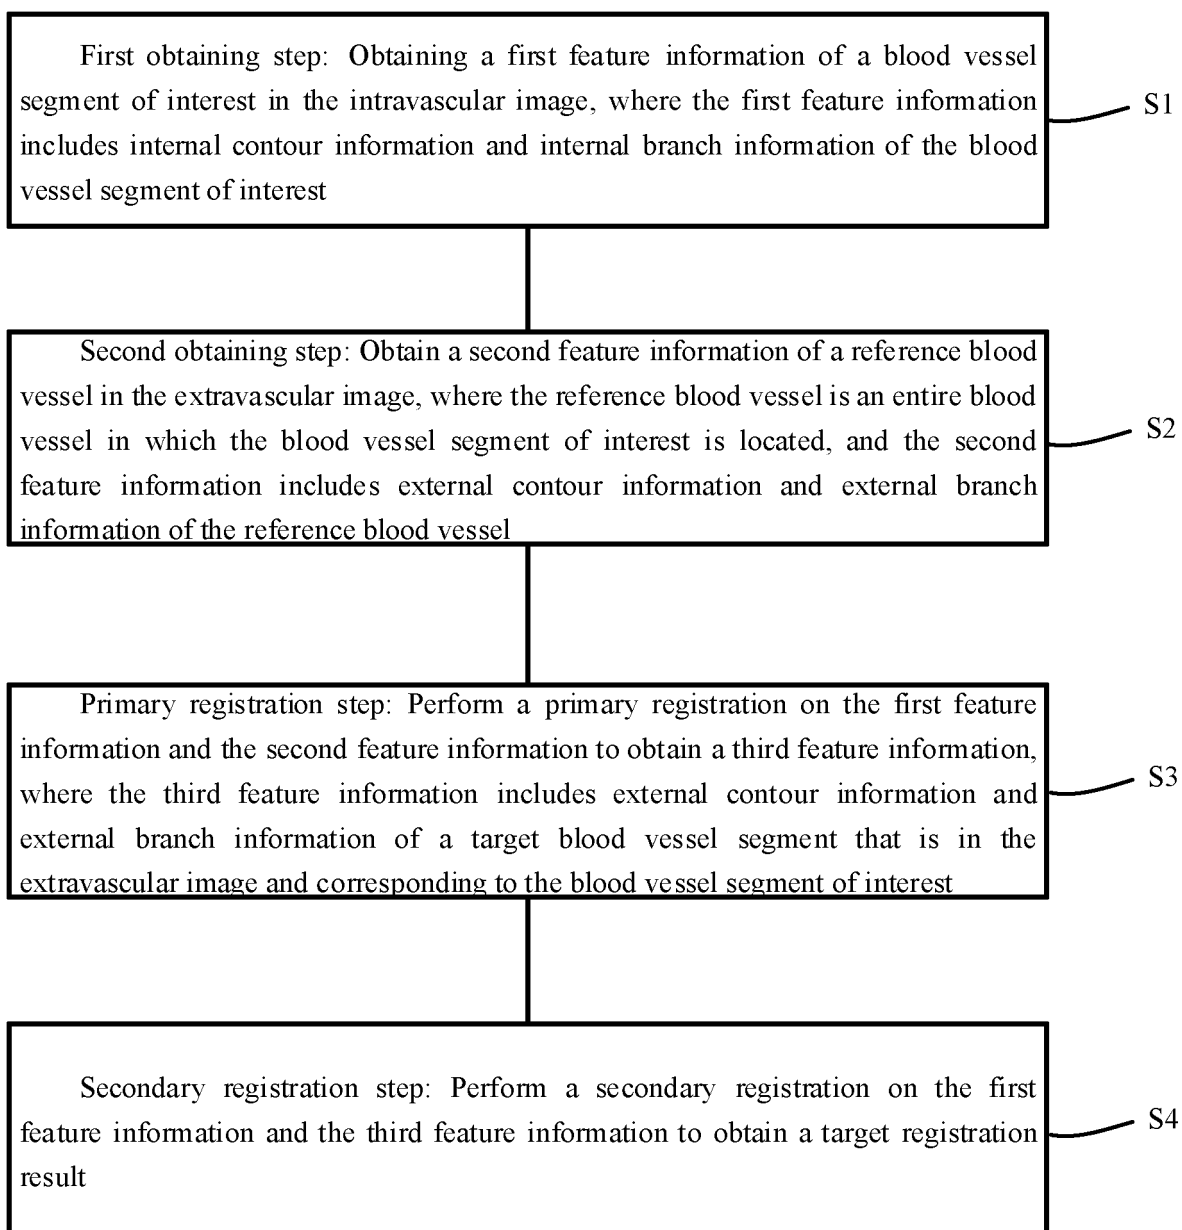 First obtaining step: Obtaining a first feature information of a blood vessel
segment of interest in the intravascular image, where the first feature information
includes internal contour information and internal branch information of the blood
vessel segment of interest
S1
Second obtaining step: Obtain a second feature information of a reference blood
vessel in the extravascular image, where the reference blood vessel is an entire blood
vessel in which the blood vessel segment of interest is located, and the second
feature information includes external contour information and external branch
information of the reference blood vessel
S2
Primary registration step: Perform a primary registration on the first feature
information and the second feature information to obtain a third feature information,
where the third feature information includes external contour information and
external branch information of a target blood vessel segment that is in the
extravascular image and corresponding to the blood vessel segment of interest
S3
Secondary registration step: Perform a secondary registration on the first
feature information and the third feature information to obtain a target registration
result
S4